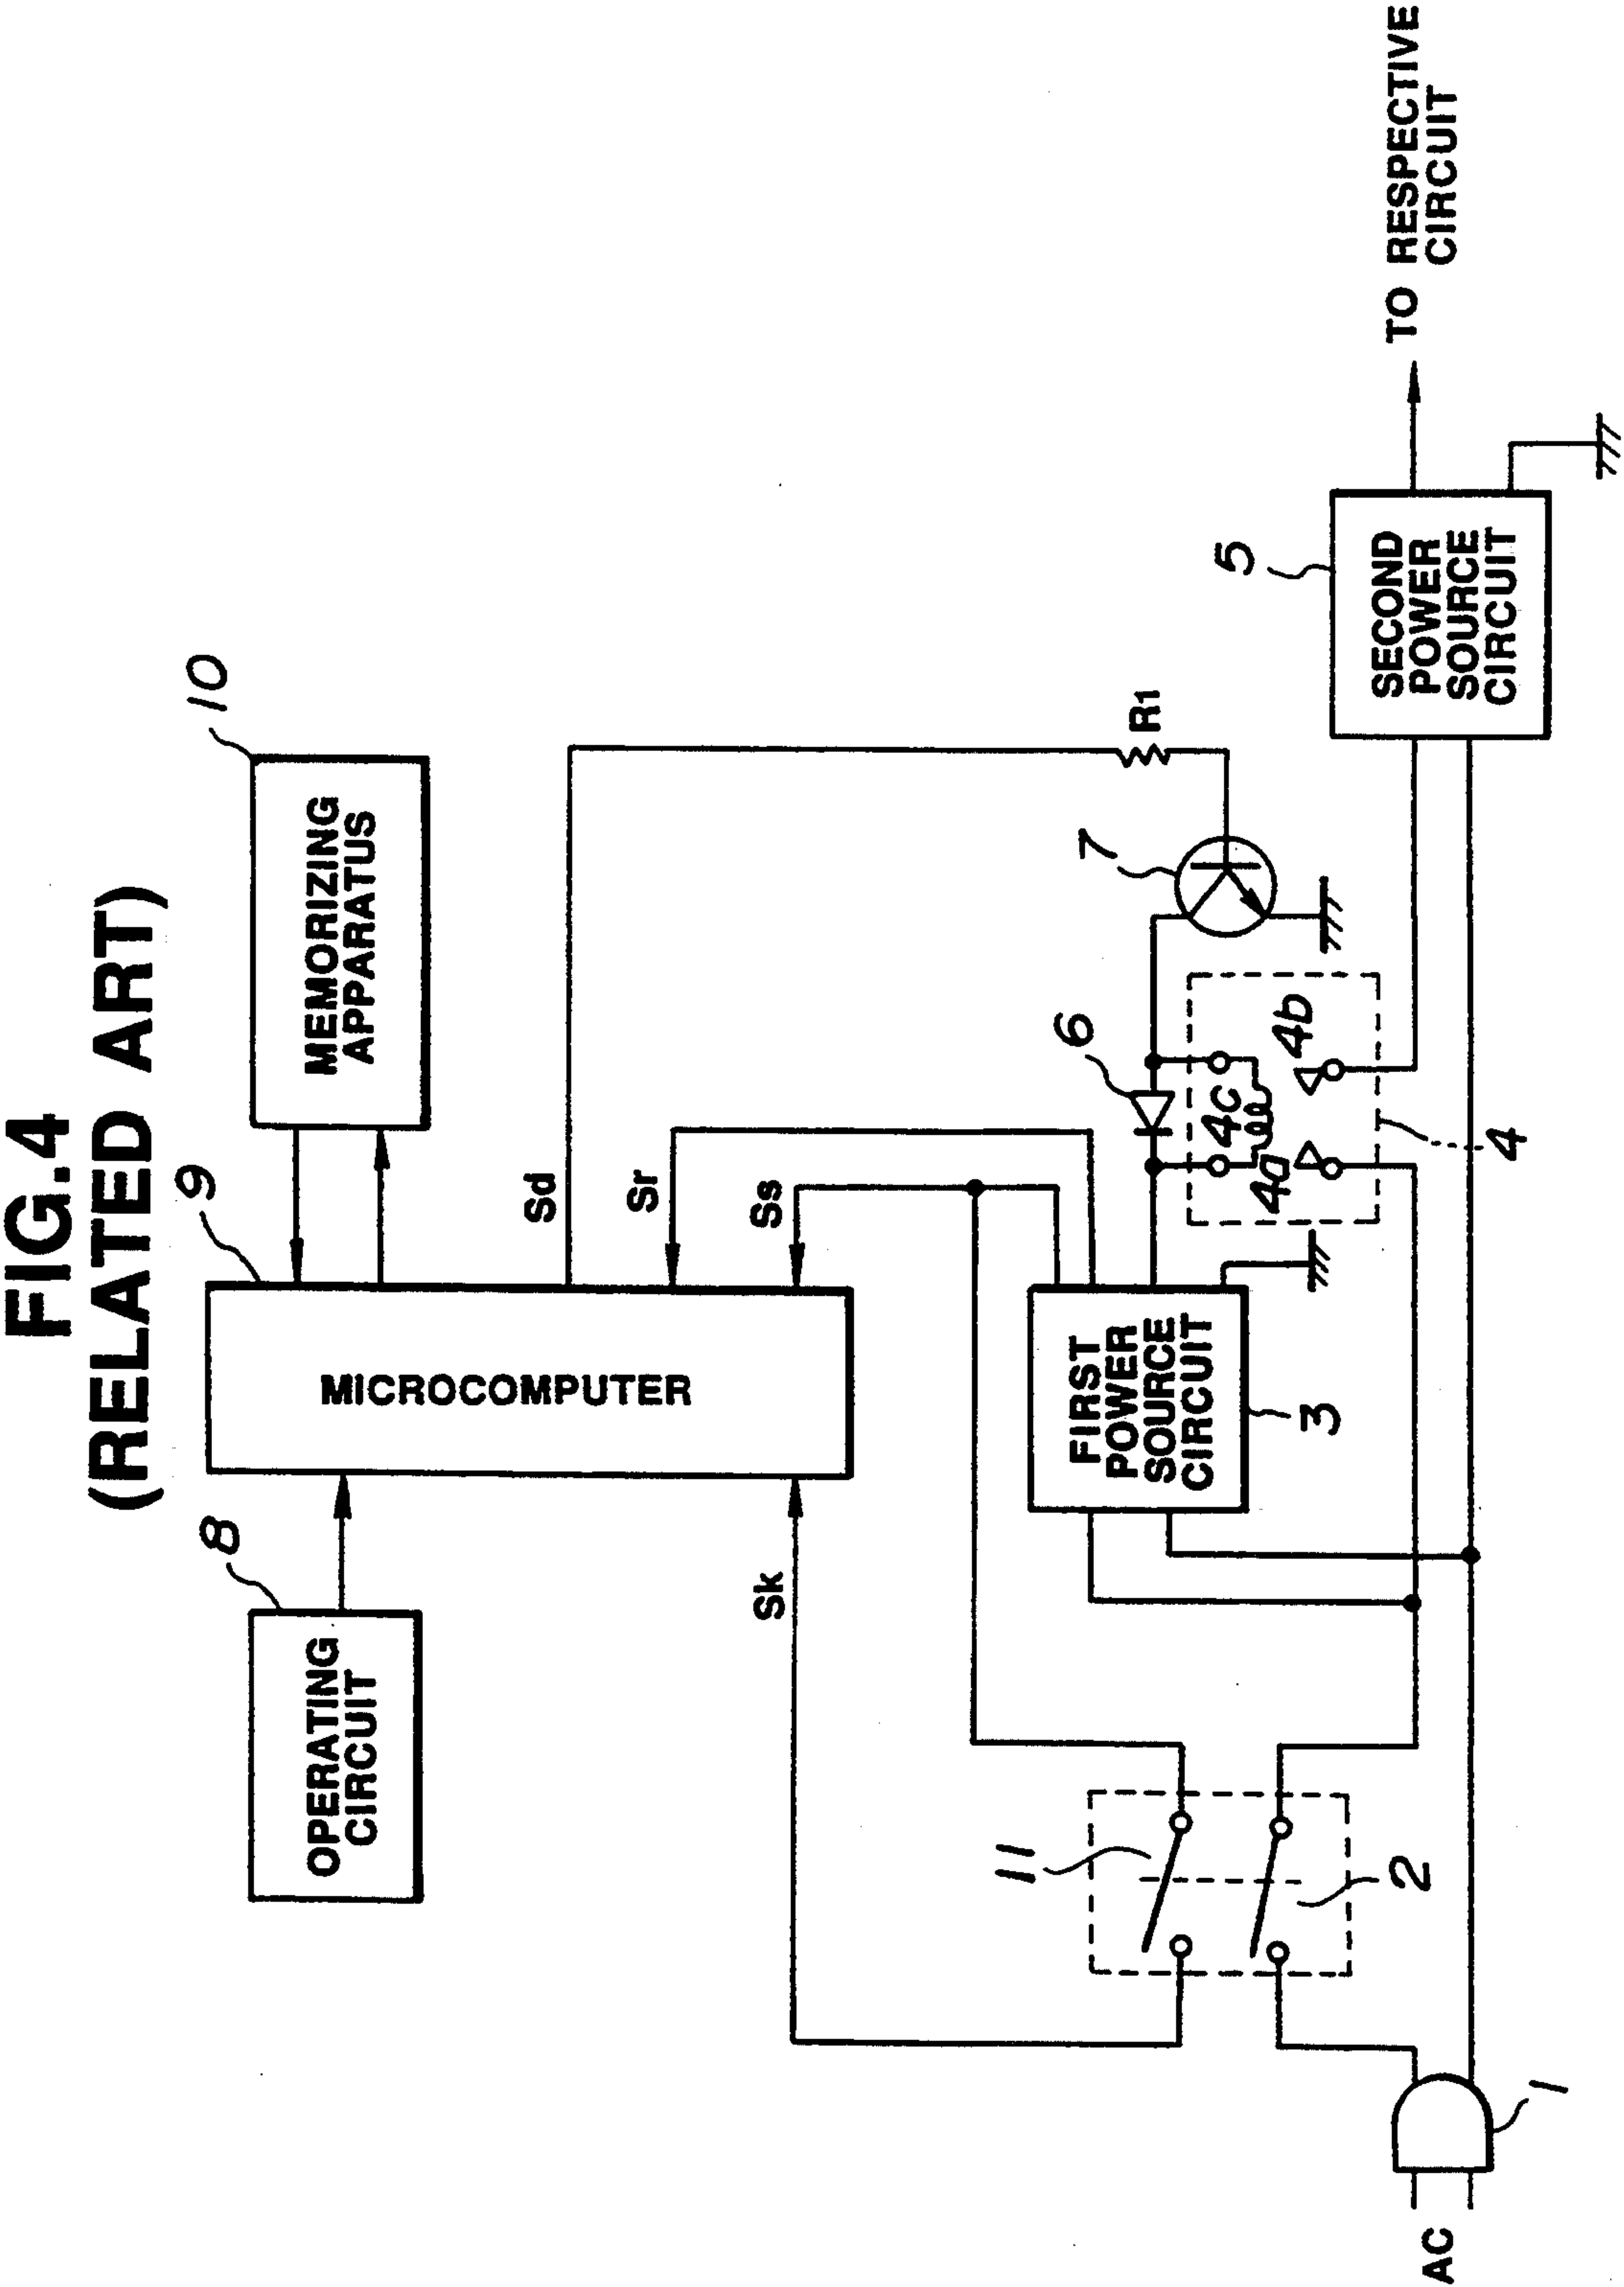 FIG.4
(RELATED ART)
8
OPERATING
CIRCUIT
9
MICROCOMPUTER
10
MEMORIZING
APPARATUS
Sk
Sd
Sr
Ss
R1
11
2
FIRST
POWER
SOURCE
CIRCUIT
3
6
7
4c
4a
4b
4
5
SECOND
POWER
SOURCE
CIRCUIT
TO RESPECTIVE
CIRCUIT
AC
1